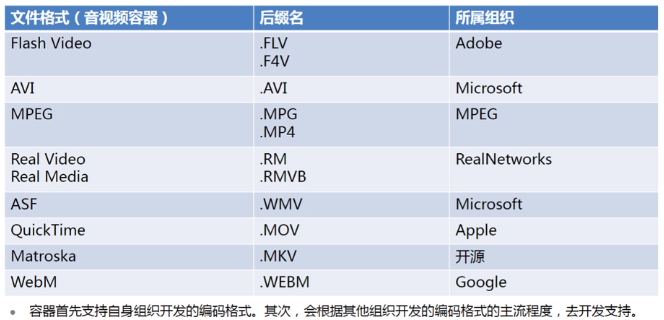 文件格式（音视频容器） 后缀名 所属组织
Flash Video .FLV Adobe
.F4V
AVI .AVI Microsoft
MPEG .MPG MPEG
.MP4
Real Video .RM RealNetworks
Real Media .RMVB
ASF .WMV Microsoft
QuickTime .MOV Apple
Matroska .MKV 开源
WebM .WEBM Google
• 容器首先支持自身组织开发的编码格式。其次，会根据其他组织开发的编码格式的主流程度，去开发支持。